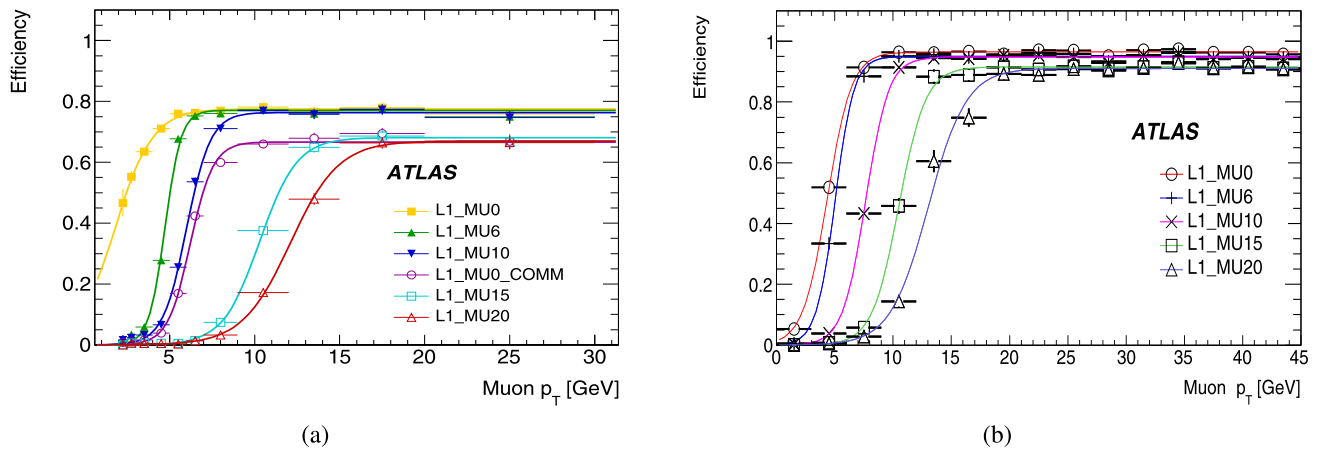 Efficiency
1
0.8
0.6
0.4
0.2
0
5
10
15
20
25
30
Muon p_T [GeV]
ATLAS
L1_MU0
L1_MU6
L1_MU10
L1_MU0_COMM
L1_MU15
L1_MU20
(a)
Efficiency
1
0.8
0.6
0.4
0.2
0
0
5
10
15
20
25
30
35
40
45
Muon p_T [GeV]
ATLAS
L1_MU0
L1_MU6
L1_MU10
L1_MU15
L1_MU20
(b)